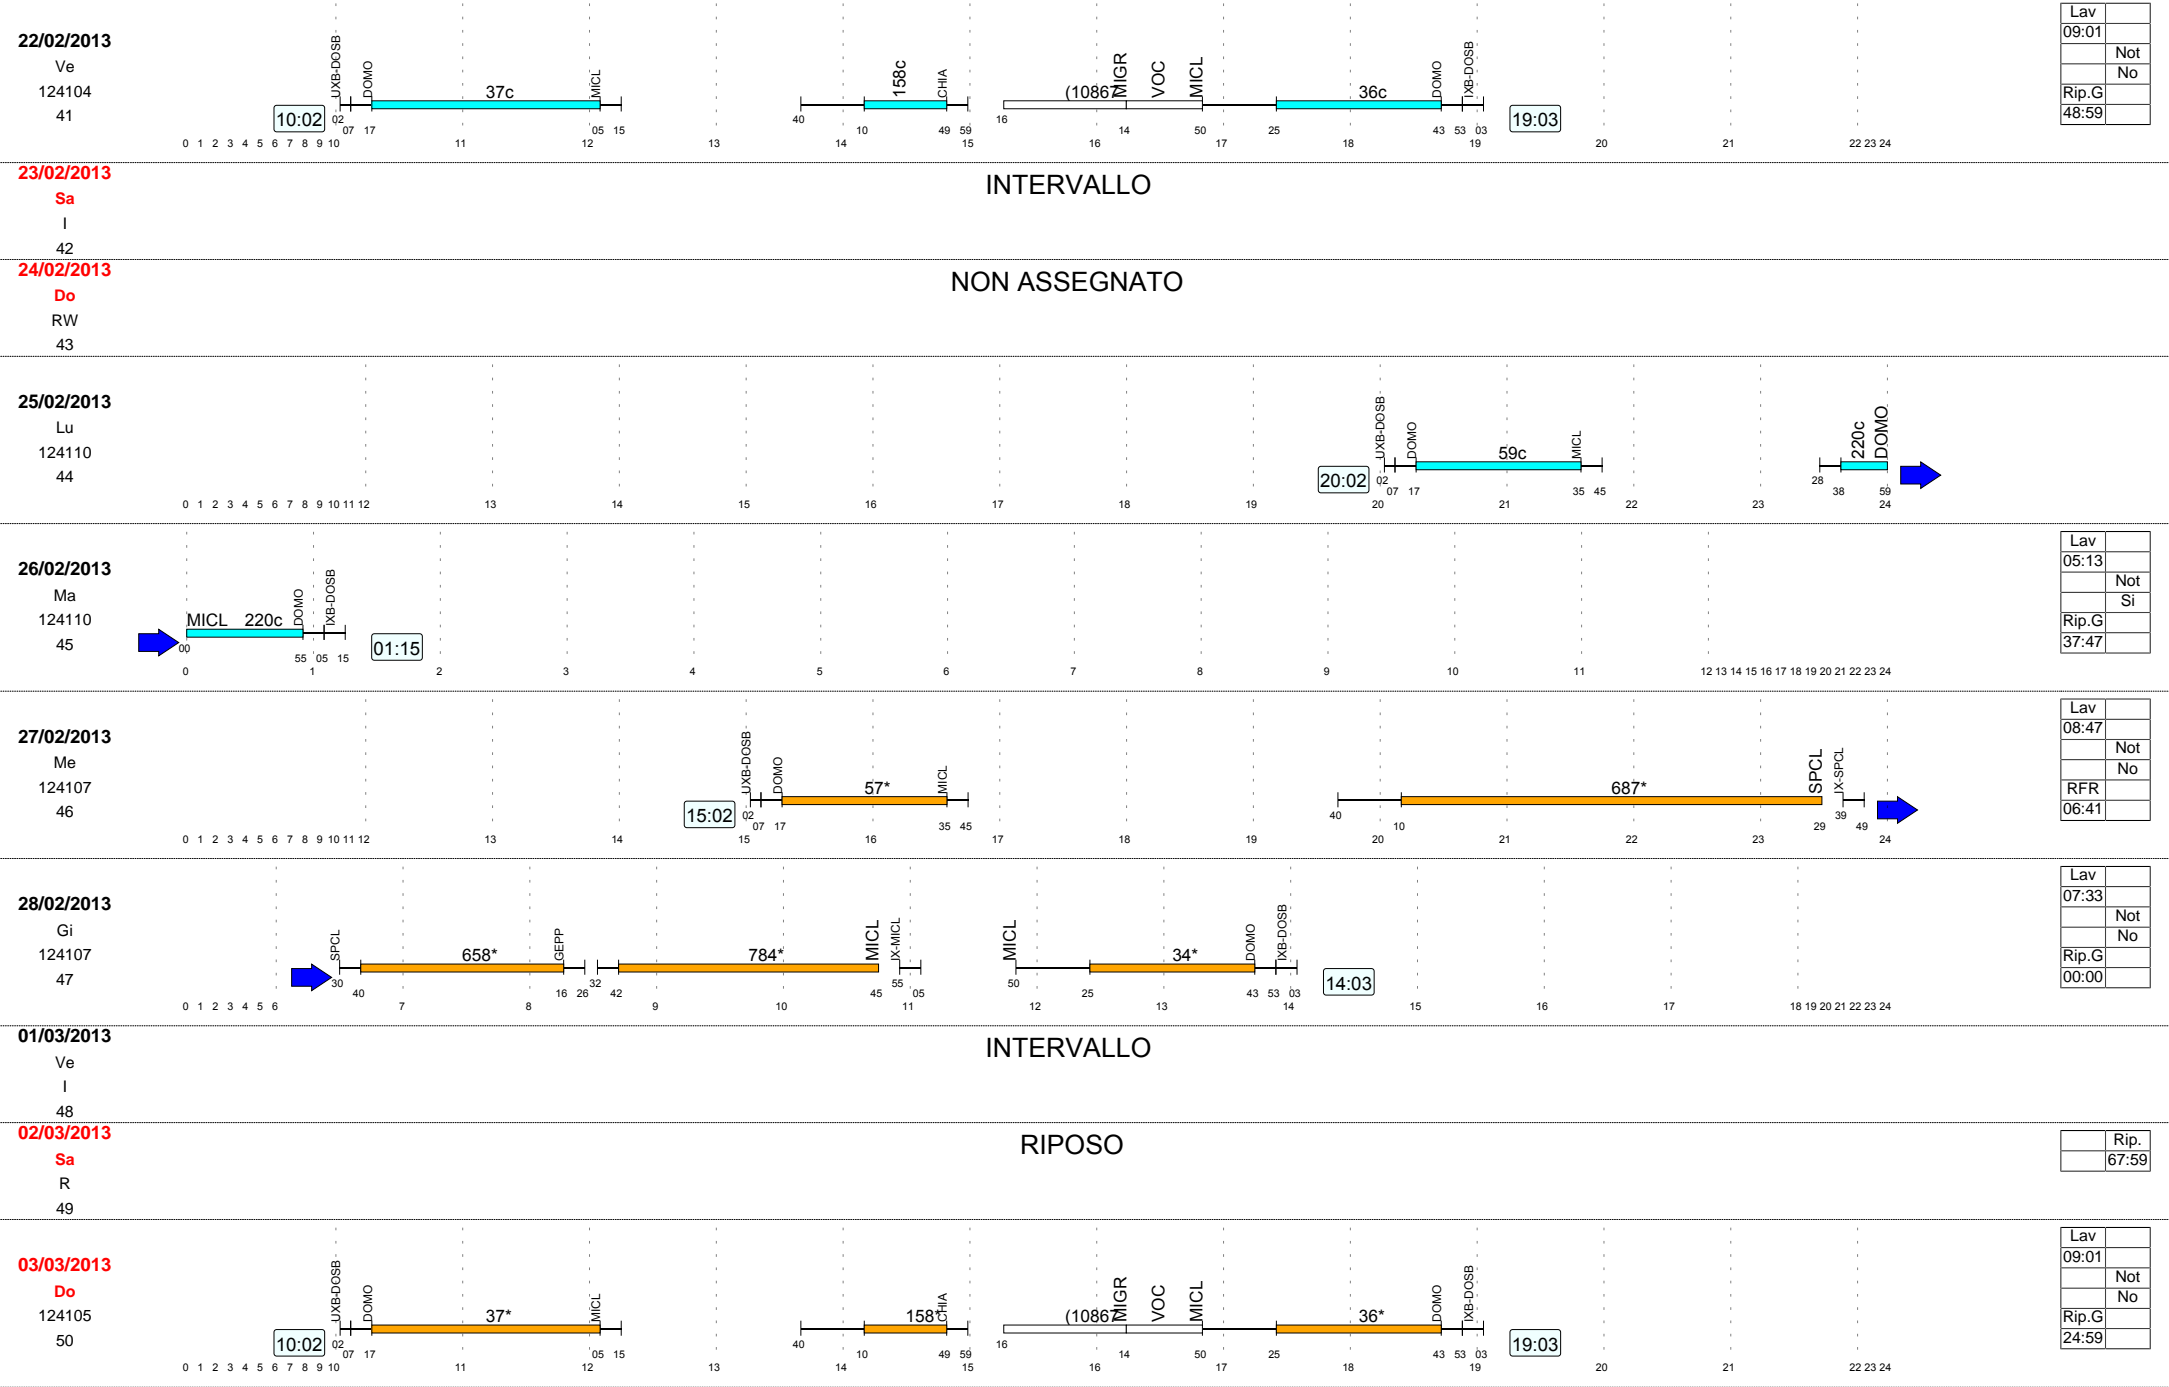 22/02/2013
Ve
124104
41
10:02
UXB-DOSB DOMO 37c MICL 158c CHIA (10867 MIGR VOC MICL 36c DOMO IXB-DOSB
02 07 17 05 15 40 10 49 59 16 14 50 25 43 53 03
19:03
0 1 2 3 4 5 6 7 8 9 10 11 12 13 14 15 16 17 18 19 20 21 22 23 24
Lav
09:01
Not
No
Rip.G
48:59
23/02/2013
Sa
I
42
INTERVALLO
24/02/2013
Do
RW
43
NON ASSEGNATO
25/02/2013
Lu
124110
44
20:02
UXB-DOSB DOMO 59c MICL 220c DOMO
02 07 17 35 45 28 38 59
0 1 2 3 4 5 6 7 8 9 10 11 12 13 14 15 16 17 18 19 20 21 22 23 24
26/02/2013
Ma
124110
45
MICL 220c DOMO IXB-DOSB
00 55 05 15
01:15
0 1 2 3 4 5 6 7 8 9 10 11 12 13 14 15 16 17 18 19 20 21 22 23 24
Lav
05:13
Not
Si
Rip.G
37:47
27/02/2013
Me
124107
46
15:02
UXB-DOSB DOMO 57* MICL 687* SPCL IX-SPCL
02 07 17 35 45 40 10 29 39 49
0 1 2 3 4 5 6 7 8 9 10 11 12 13 14 15 16 17 18 19 20 21 22 23 24
Lav
08:47
Not
No
RFR
06:41
28/02/2013
Gi
124107
47
SPCL 658* GEPP 784* MICL IX-MICL MICL 34* DOMO IXB-DOSB
30 40 16 26 32 42 45 55 05 50 25 43 53 03
14:03
0 1 2 3 4 5 6 7 8 9 10 11 12 13 14 15 16 17 18 19 20 21 22 23 24
Lav
07:33
Not
No
Rip.G
00:00
01/03/2013
Ve
I
48
INTERVALLO
02/03/2013
Sa
R
49
RIPOSO
Rip.
67:59
03/03/2013
Do
124105
50
10:02
UXB-DOSB DOMO 37* MICL 158* CHIA (10867 MIGR VOC MICL 36* DOMO IXB-DOSB
02 07 17 05 15 40 10 49 59 16 14 50 25 43 53 03
19:03
0 1 2 3 4 5 6 7 8 9 10 11 12 13 14 15 16 17 18 19 20 21 22 23 24
Lav
09:01
Not
No
Rip.G
24:59